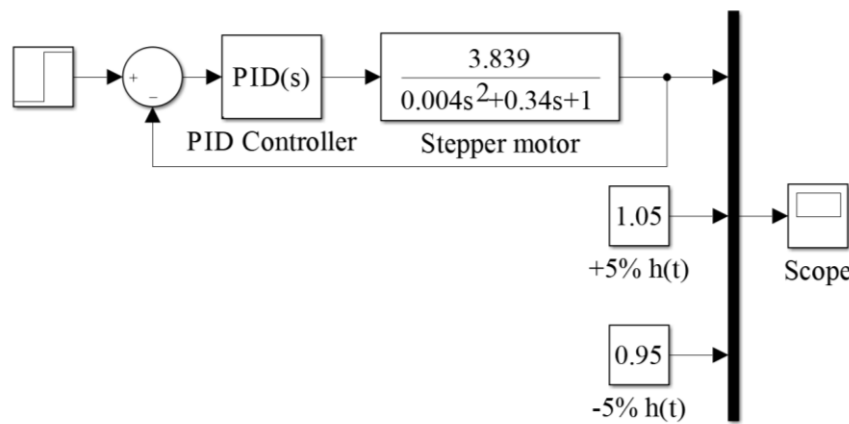 +
−
PID(s)
3.839
0.004s²+0.34s+1
PID Controller
Stepper motor
1.05
+5% h(t)
Scope
0.95
-5% h(t)